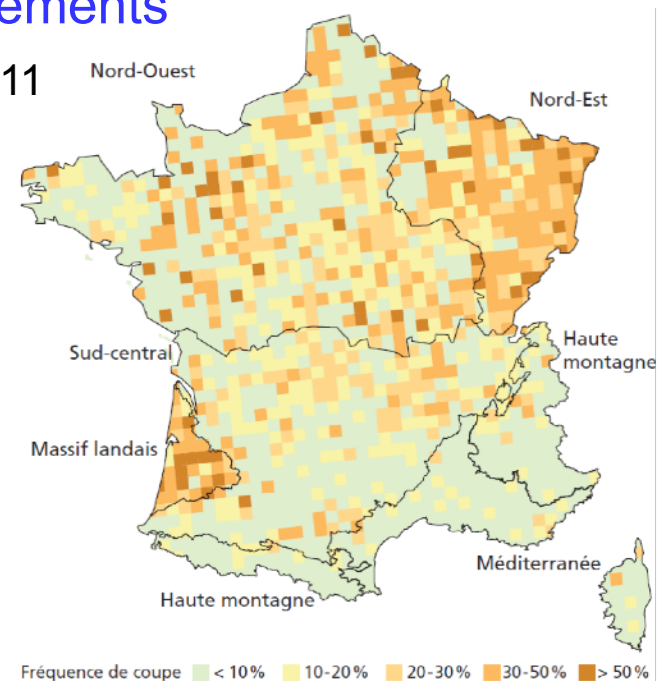 ements
11
Nord-Ouest
Nord-Est
Sud-central
Haute
montagne
Massif landais
Méditerranée
Haute montagne
Fréquence de coupe < 10 % 10-20 % 20-30 % 30-50 % > 50 %